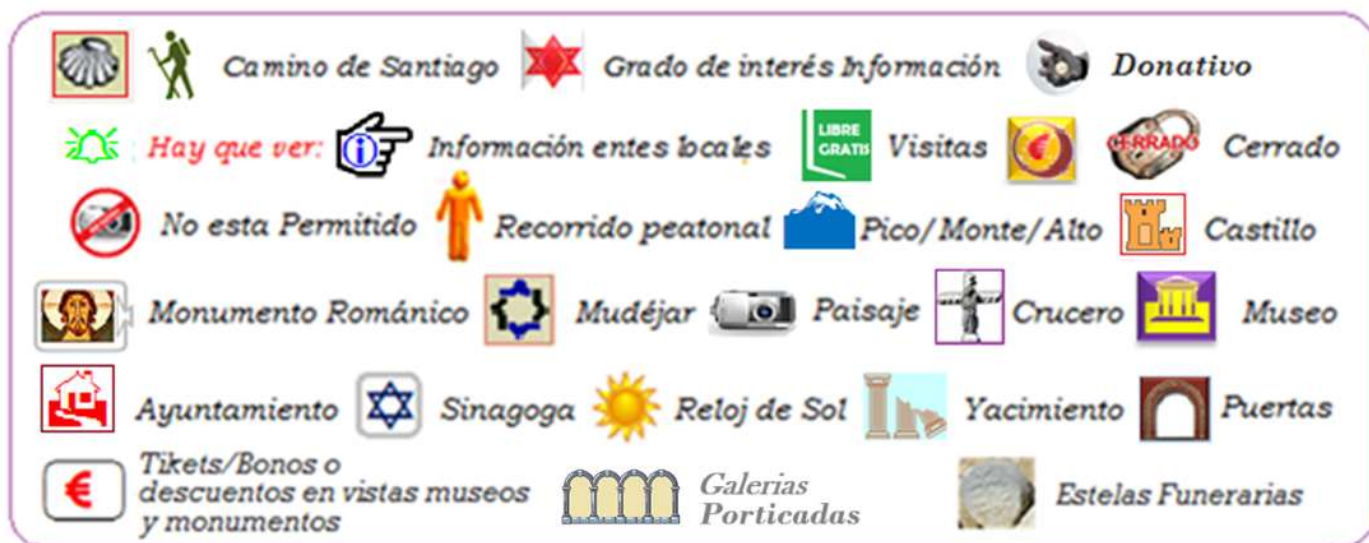 Camino de Santiago Grado de interés Información Donativo
: Hay que ver: i Información entes locales LIBRE GRATIS Visitas € CERRADO Cerrado
No esta Permitido Recorrido peatonal Pico/Monte/Alto Castillo
Monumento Románico Mudéjar Paisaje Crucero Museo
Ayuntamiento Sinagoga Reloj de Sol Yacimiento Puertas
€ Tikets/Bonos o
descuentos en vistas museos
y monumentos
Galerias
Porticadas
Estelas Funerarias